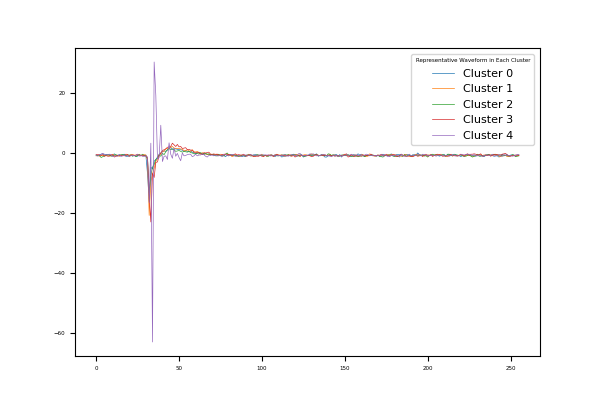 Representative Waveform in Each Cluster
Cluster 0
Cluster 1
Cluster 2
Cluster 3
Cluster 4
20
0
−20
−40
−60
0
50
100
150
200
250